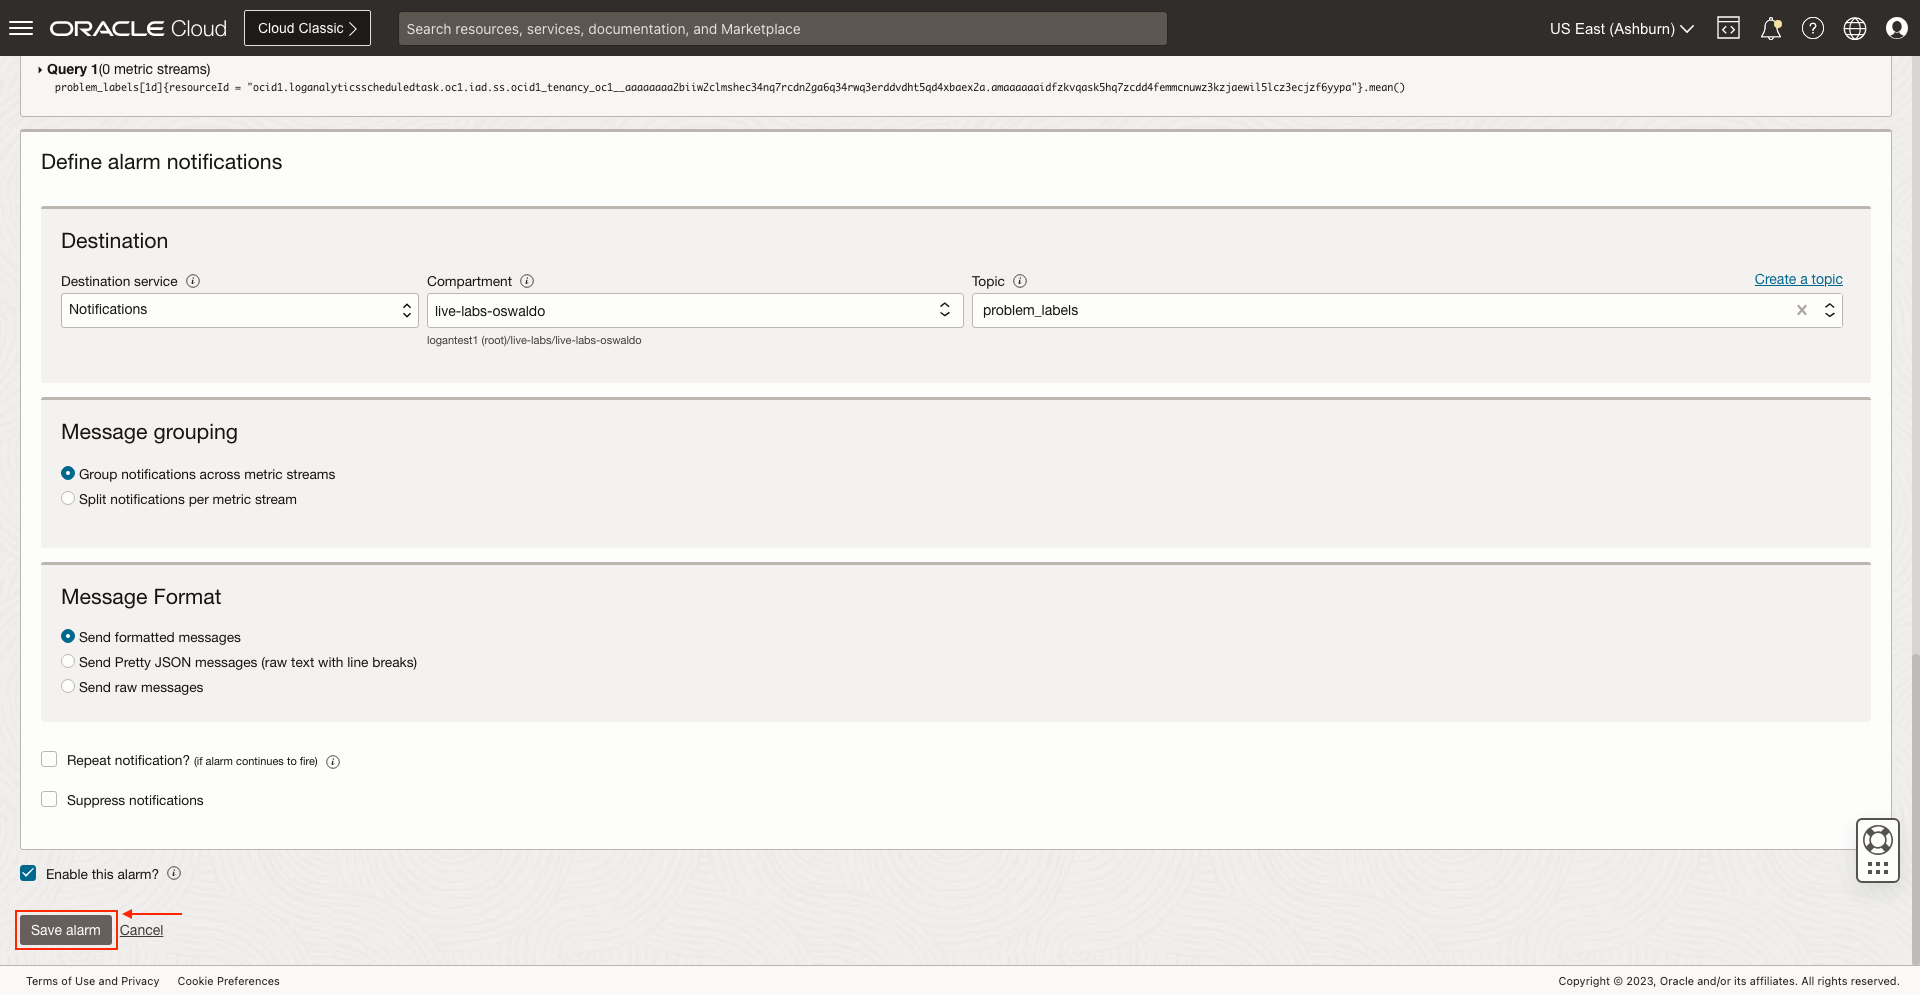 ORACLE Cloud
Cloud Classic
Search resources, services, documentation, and Marketplace
US East (Ashburn)
Query 1(0 metric streams)
problem_labels[1d]{resourceId = "ocid1.loganalyticsscheduledtask.oc1.iad.ss.ocid1_tenancy_oc1__aaaaaaaa2biiw2clmshec34nq7rcdn2ga6q34rwq3erddvdht5qd4xbaex2a.amaaaaaaidfzkvqask5hq7zcdd4femmcnuwz3kzjaewil5lcz3ecjzf6yypa"}.mean()
Define alarm notifications
Destination
Destination service
Compartment
Topic
Create a topic
Notifications
live-labs-oswaldo
problem_labels
logantest1 (root)/live-labs/live-labs-oswaldo
Message grouping
Group notifications across metric streams
Split notifications per metric stream
Message Format
Send formatted messages
Send Pretty JSON messages (raw text with line breaks)
Send raw messages
Repeat notification? (if alarm continues to fire)
Suppress notifications
Enable this alarm?
Save alarm
Cancel
Terms of Use and Privacy
Cookie Preferences
Copyright © 2023, Oracle and/or its affiliates. All rights reserved.